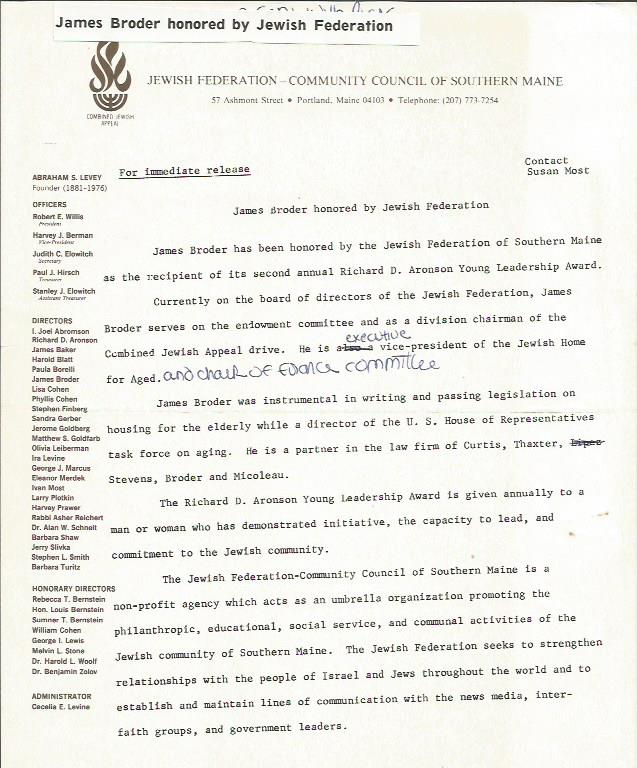 James Broder honored by Jewish Federation
COMBINED JEWISH
APPEAL
JEWISH FEDERATION – COMMUNITY COUNCIL OF SOUTHERN MAINE
57 Ashmont Street • Portland, Maine 04103 • Telephone: (207) 773-7254
ABRAHAM S. LEVEY
Founder (1881-1976)
OFFICERS
Robert E. Willis
President
Harvey J. Berman
Vice-President
Judith C. Elowitch
Secretary
Paul J. Hirsch
Treasurer
Stanley J. Elowitch
Assistant Treasurer
DIRECTORS
I. Joel Abromson
Richard D. Aronson
James Baker
Harold Blatt
Paula Borelli
James Broder
Lisa Cohen
Phyllis Cohen
Stephen Finberg
Sandra Gerber
Jerome Goldberg
Matthew S. Goldfarb
Olivia Leiberman
Ira Levine
George J. Marcus
Eleanor Merdek
Ivan Most
Larry Plotkin
Harvey Prawer
Rabbi Asher Reichert
Dr. Alan W. Schneit
Barbara Shaw
Jerry Slivka
Stephen L. Smith
Barbara Turitz
HONORARY DIRECTORS
Rebecca T. Bernstein
Hon. Louis Bernstein
Sumner T. Bernstein
William Cohen
George I. Lewis
Melvin L. Stone
Dr. Harold L. Woolf
Dr. Benjamin Zolov
ADMINISTRATOR
Cecelia E. Levine
For immediate release
Contact
Susan Most
James Broder honored by Jewish Federation
James Broder has been honored by the Jewish Federation of Southern Maine
as the recipient of its second annual Richard D. Aronson Young Leadership Award.
Currently on the board of directors of the Jewish Federation, James
Broder serves on the endowment committee and as a division chairman of the
executive
Combined Jewish Appeal drive. He is also a vice-president of the Jewish Home
for Aged. and chair of finance committee
James Broder was instrumental in writing and passing legislation on
housing for the elderly while a director of the U. S. House of Representatives
task force on aging. He is a partner in the law firm of Curtis, Thaxter, Lipez
Stevens, Broder and Micoleau.
The Richard D. Aronson Young Leadership Award is given annually to a
man or woman who has demonstrated initiative, the capacity to lead, and
commitment to the Jewish community.
The Jewish Federation-Community Council of Southern Maine is a
non-profit agency which acts as an umbrella organization promoting the
philanthropic, educational, social service, and communal activities of the
Jewish community of Southern Maine. The Jewish Federation seeks to strengthen
relationships with the people of Israel and Jews throughout the world and to
establish and maintain lines of communication with the news media, inter-
faith groups, and government leaders.